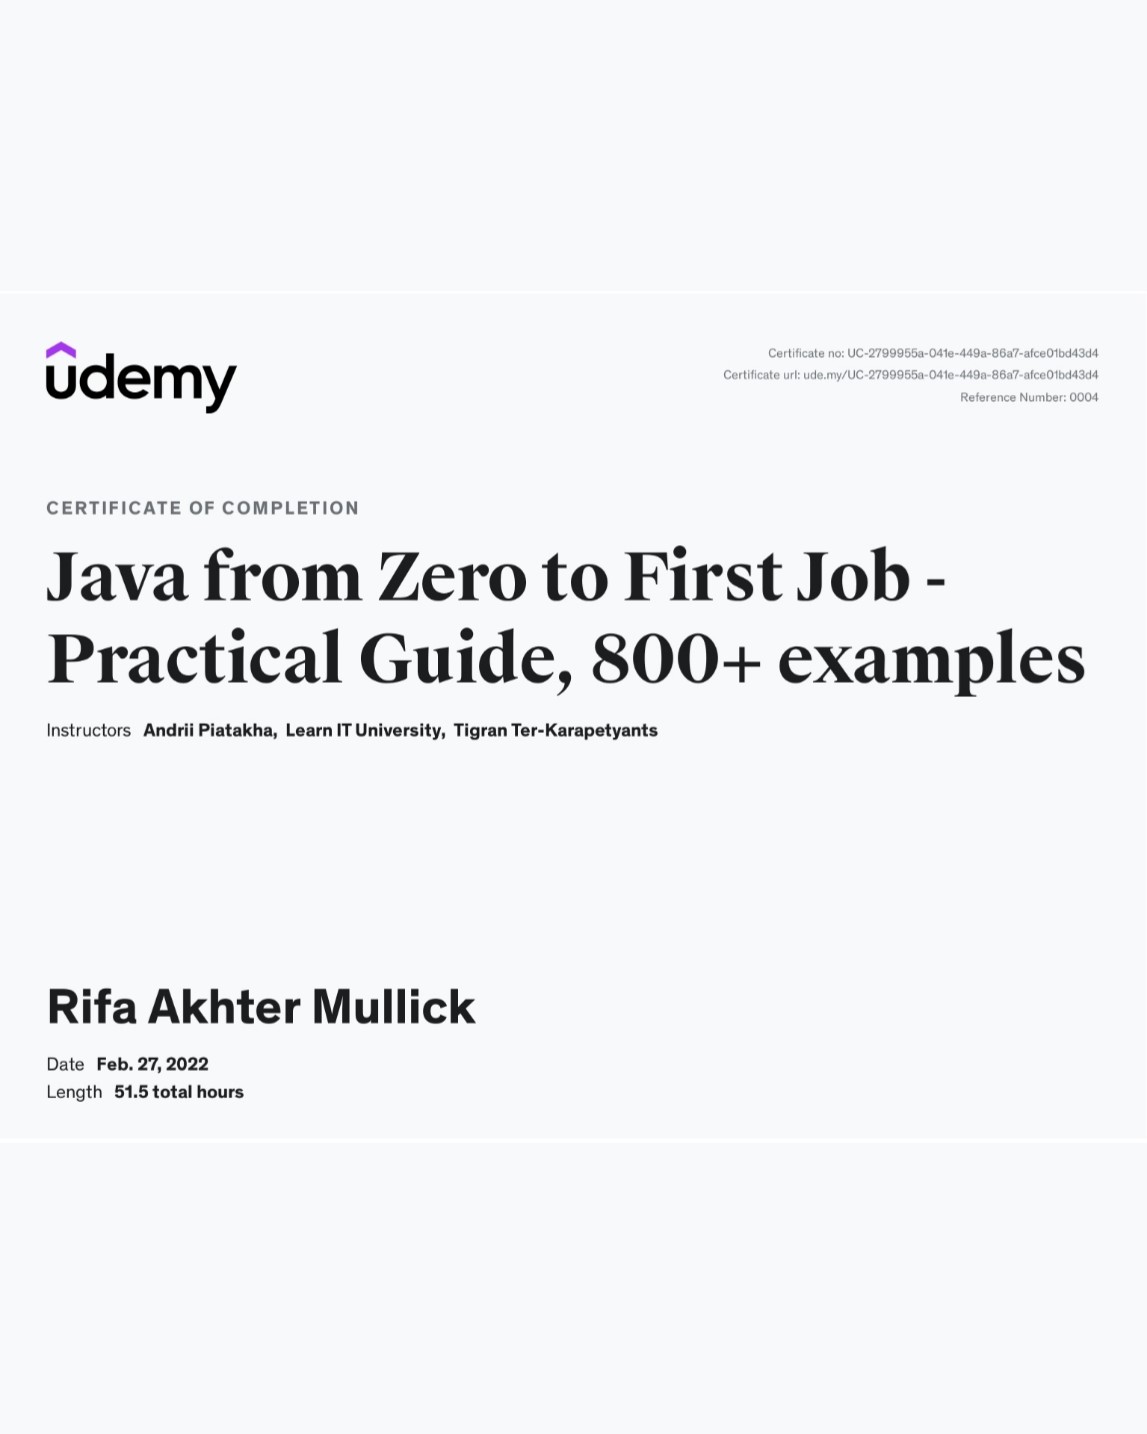 udemy
Certificate no: UC-2799955a-041e-449a-86a7-afce01bd43d4
Certificate url: ude.my/UC-2799955a-041e-449a-86a7-afce01bd43d4
Reference Number: 0004
CERTIFICATE OF COMPLETION
Java from Zero to First Job -
Practical Guide, 800+ examples
Instructors Andrii Piatakha, Learn IT University, Tigran Ter-Karapetyants
Rifa Akhter Mullick
Date Feb. 27, 2022
Length 51.5 total hours